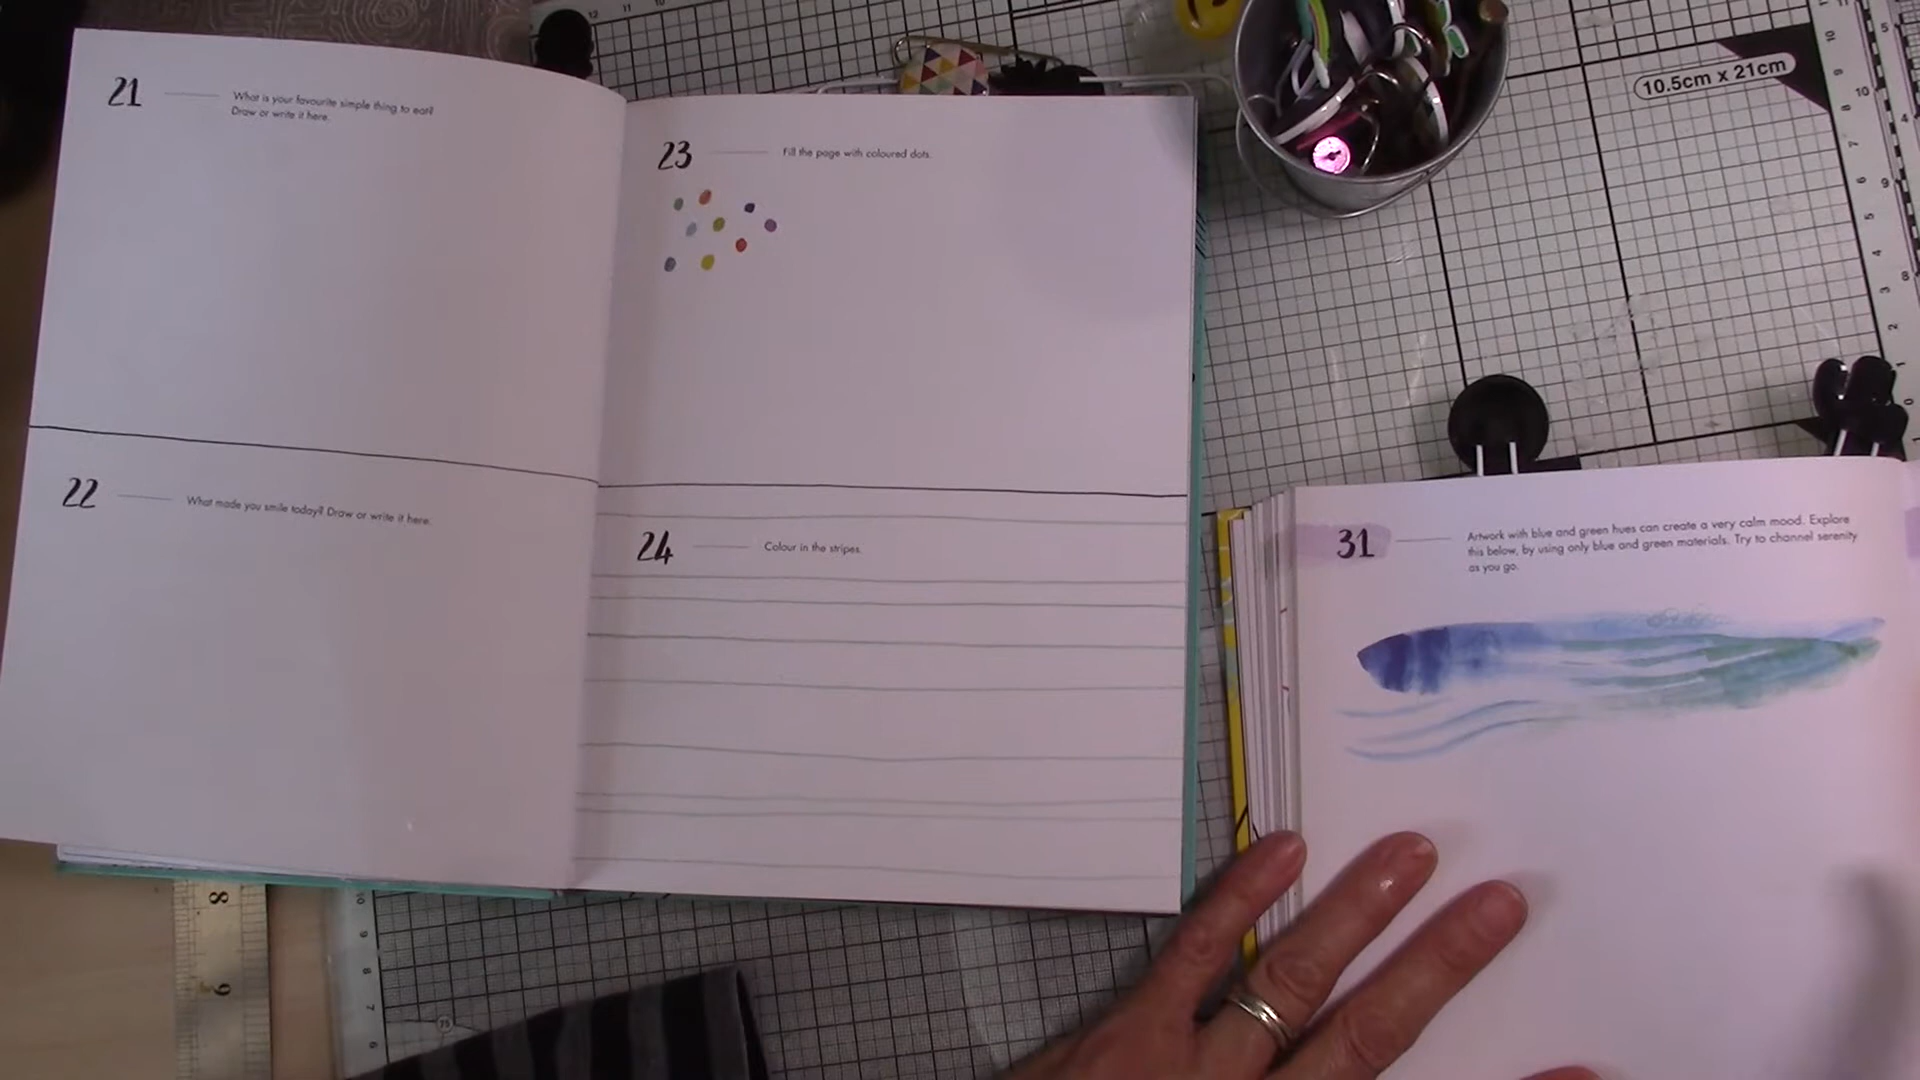 21
What is your favourite simple thing to eat?
Draw or write it here.
22
What made you smile today? Draw or write it here.
23
Fill the page with coloured dots.
24
Colour in the stripes.
10.5cm x 21cm
31
Artwork with blue and green hues can create a very calm mood. Explore
this below, by using only blue and green materials. Try to channel serenity
as you go.
8
9